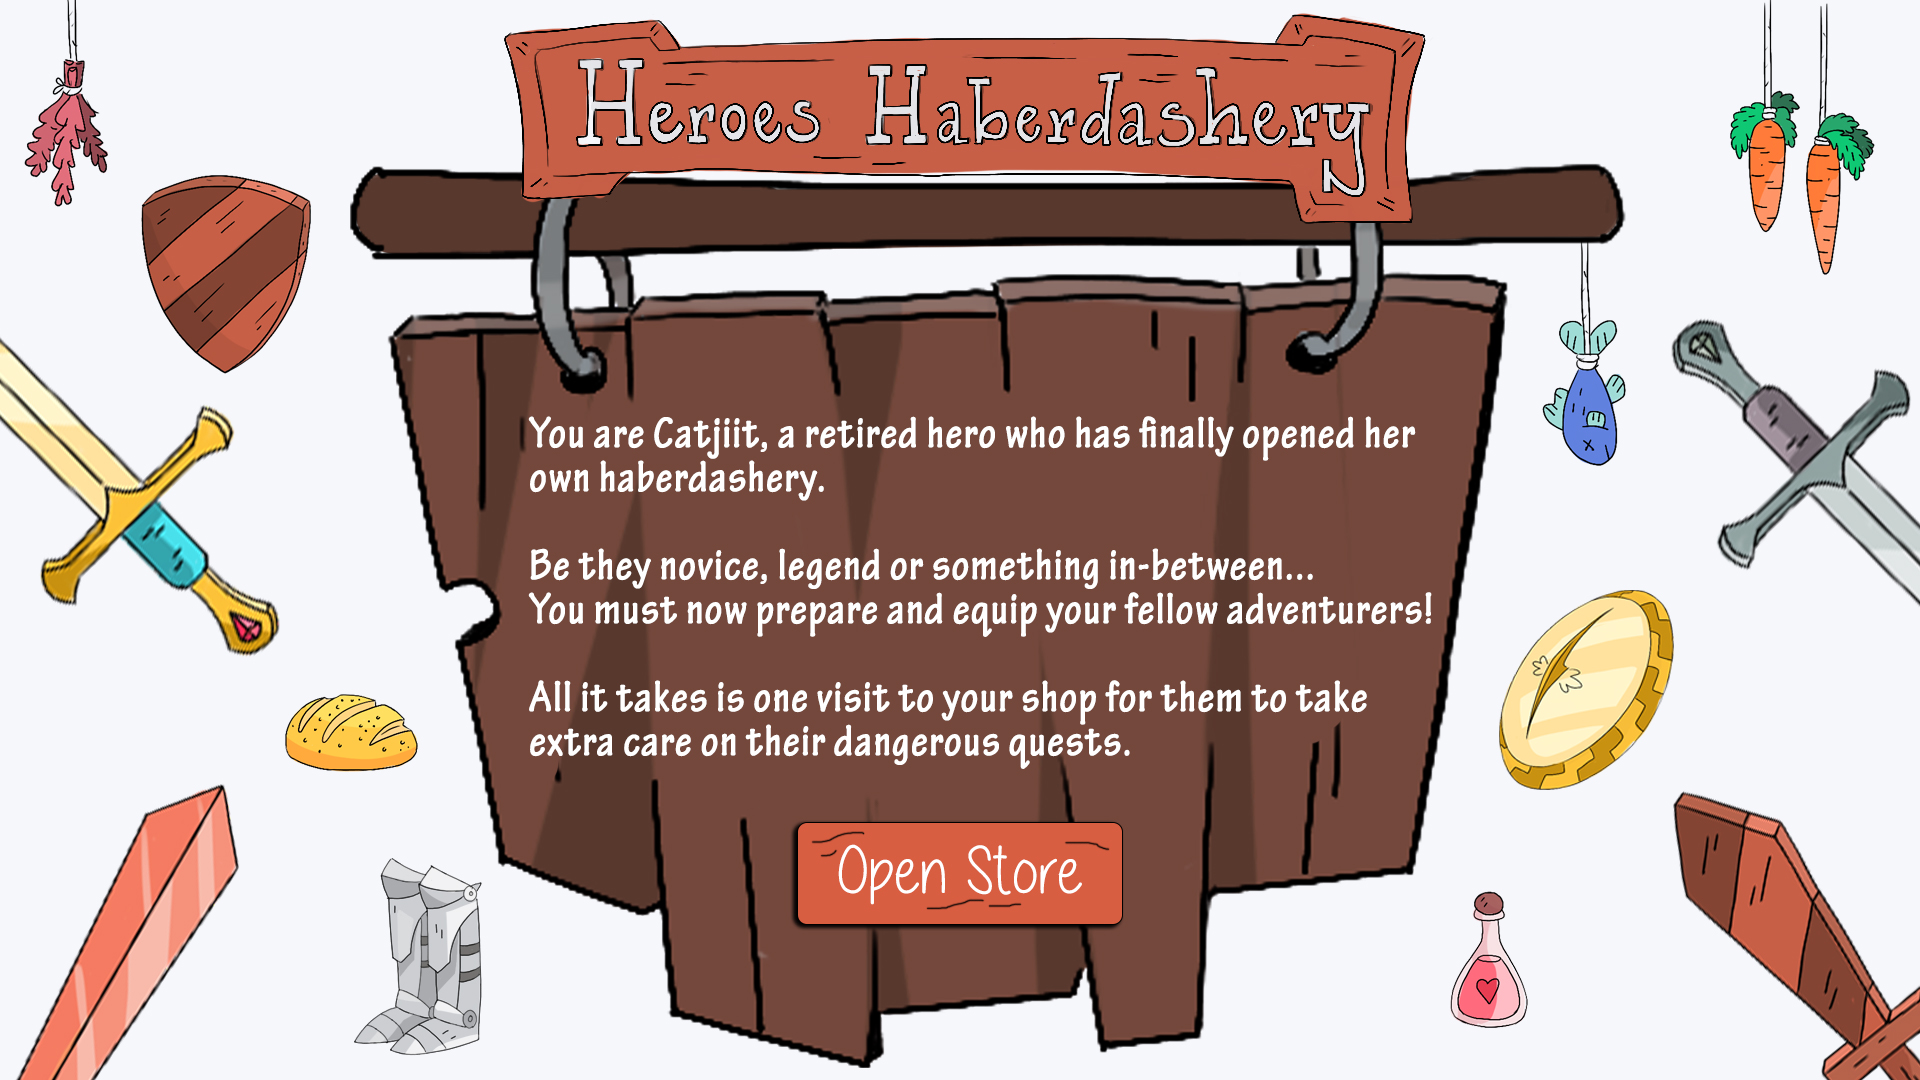 Heroes Haberdashery
You are Catjiit, a retired hero who has finally opened her
own haberdashery.
Be they novice, legend or something in-between...
You must now prepare and equip your fellow adventurers!
All it takes is one visit to your shop for them to take
extra care on their dangerous quests.
Open Store